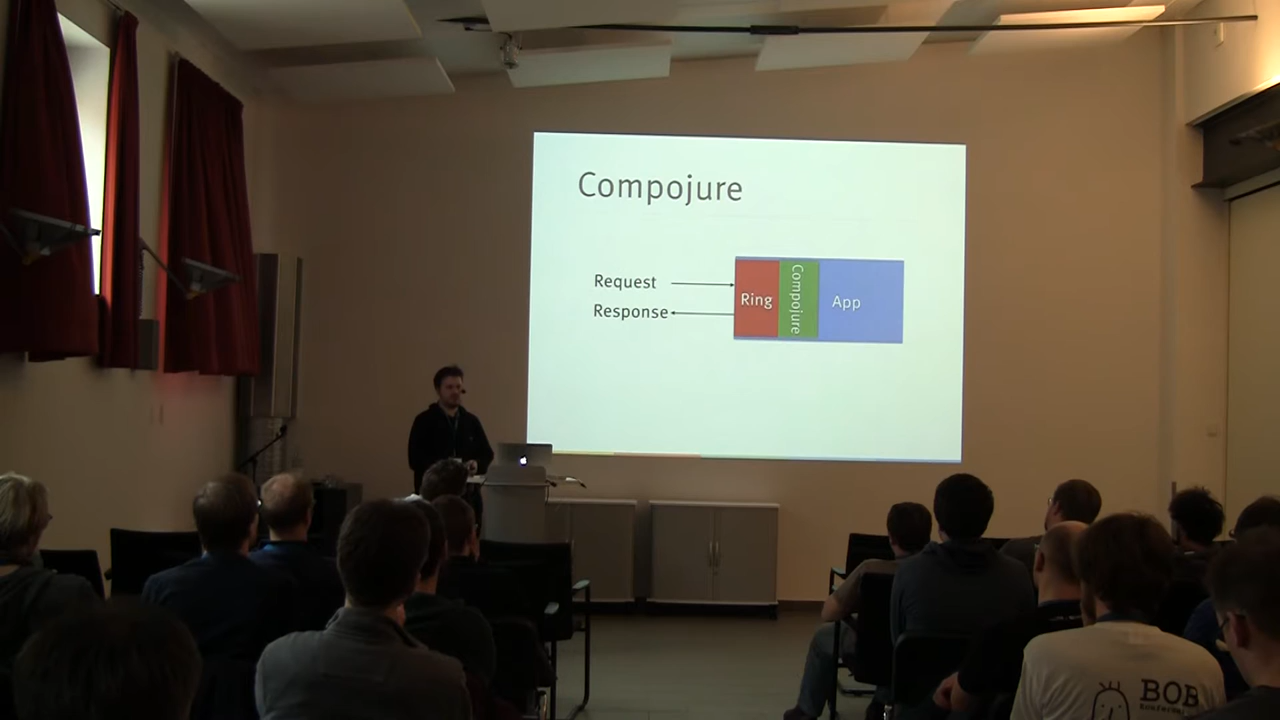 Compojure
Request
Response
Ring
Compojure
App
BOB